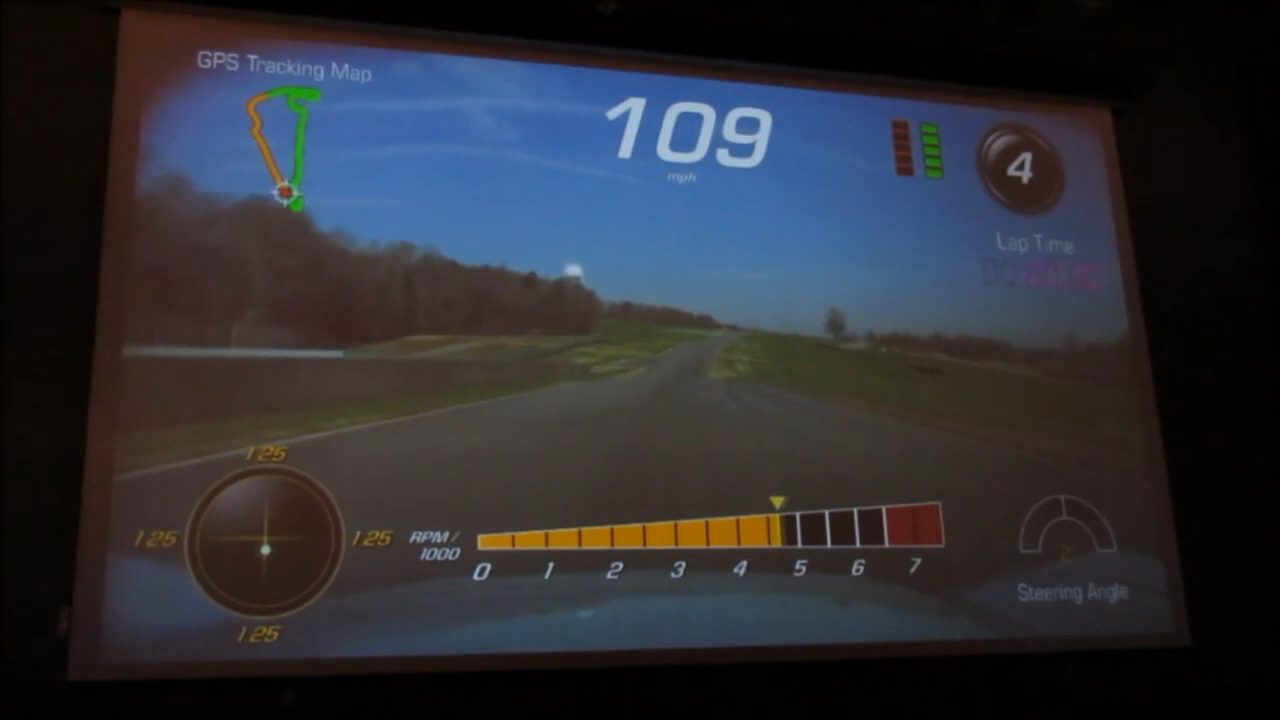 GPS Tracking Map
109
mph
4
Lap Time
1.25
1.25
1.25
1.25
RPM /
1000
0 1 2 3 4 5 6 7
2
Steering Angle